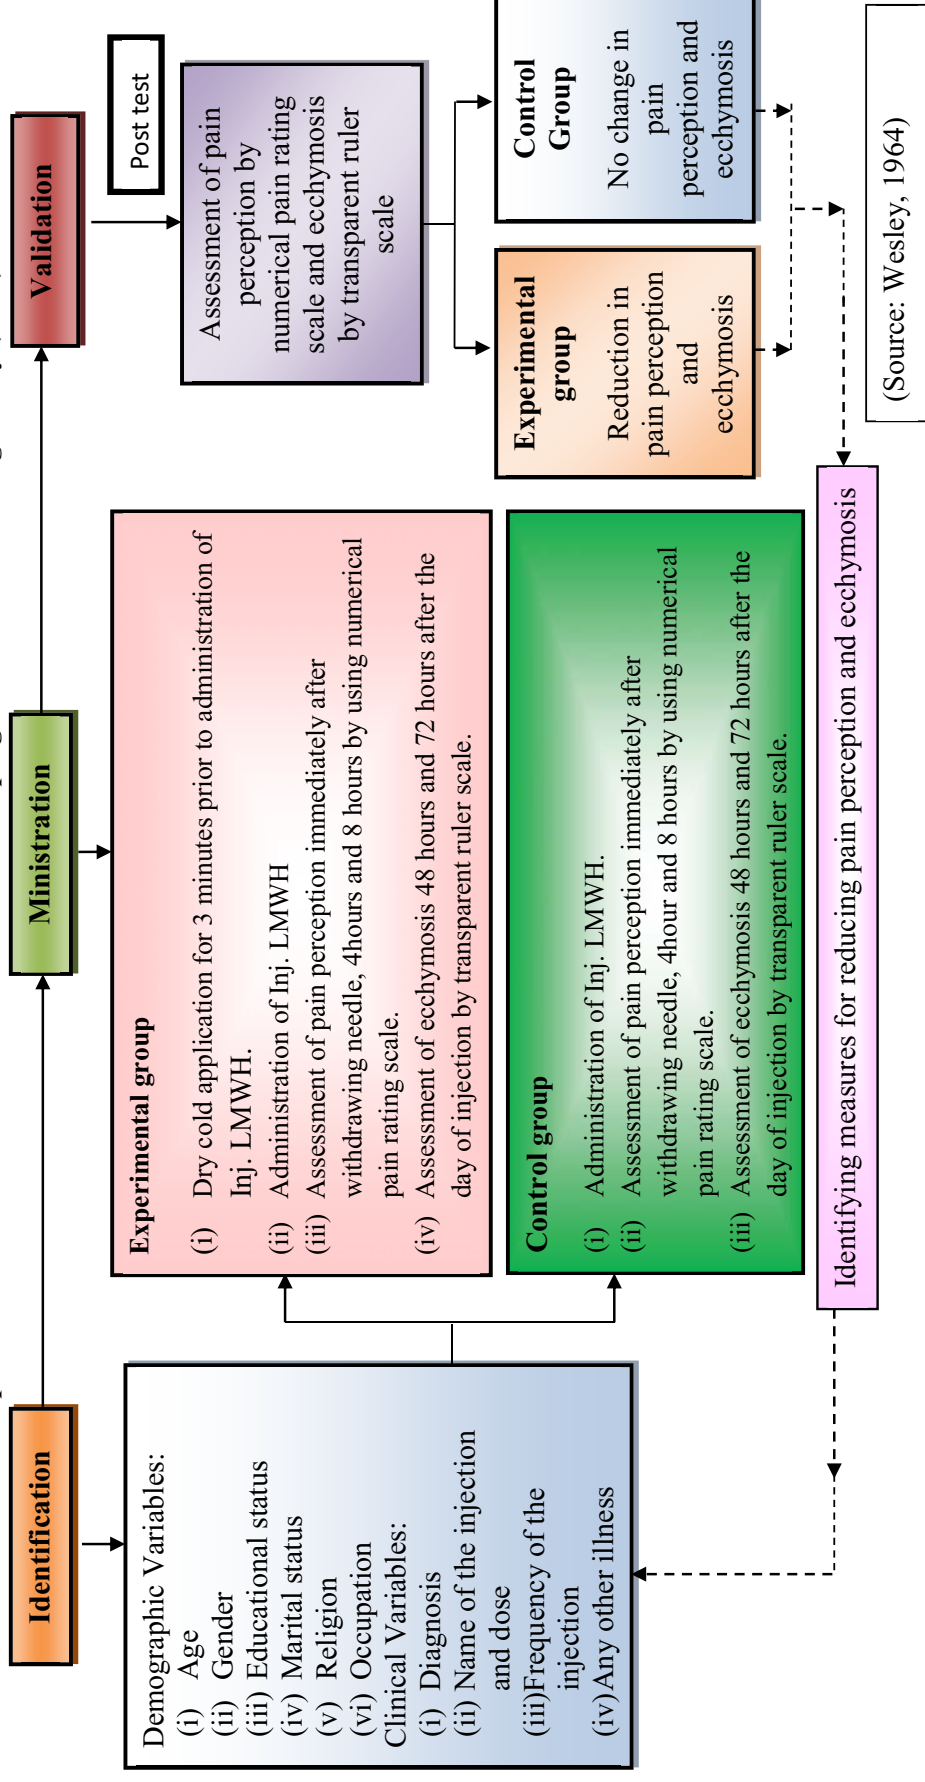 Identification
Ministration
Validation
Post test
Demographic Variables:
(i) Age
(ii) Gender
(iii) Educational status
(iv) Marital status
(v) Religion
(vi) Occupation
Clinical Variables:
(i) Diagnosis
(ii) Name of the injection
and dose
(iii)Frequency of the
injection
(iv)Any other illness
Experimental group
(i) Dry cold application for 3 minutes prior to administration of
Inj. LMWH.
(ii) Administration of Inj. LMWH
(iii) Assessment of pain perception immediately after
withdrawing needle, 4hours and 8 hours by using numerical
pain rating scale.
(iv) Assessment of ecchymosis 48 hours and 72 hours after the
day of injection by transparent ruler scale.
Control group
(i) Administration of Inj. LMWH.
(ii) Assessment of pain perception immediately after
withdrawing needle, 4hour and 8 hours by using numerical
pain rating scale.
(iii) Assessment of ecchymosis 48 hours and 72 hours after the
day of injection by transparent ruler scale.
Assessment of pain
perception by
numerical pain rating
scale and ecchymosis
by transparent ruler
scale
Experimental
group
Reduction in
pain perception
and
ecchymosis
Control
Group
No change in
pain
perception and
ecchymosis
Identifying measures for reducing pain perception and ecchymosis
(Source: Wesley, 1964)